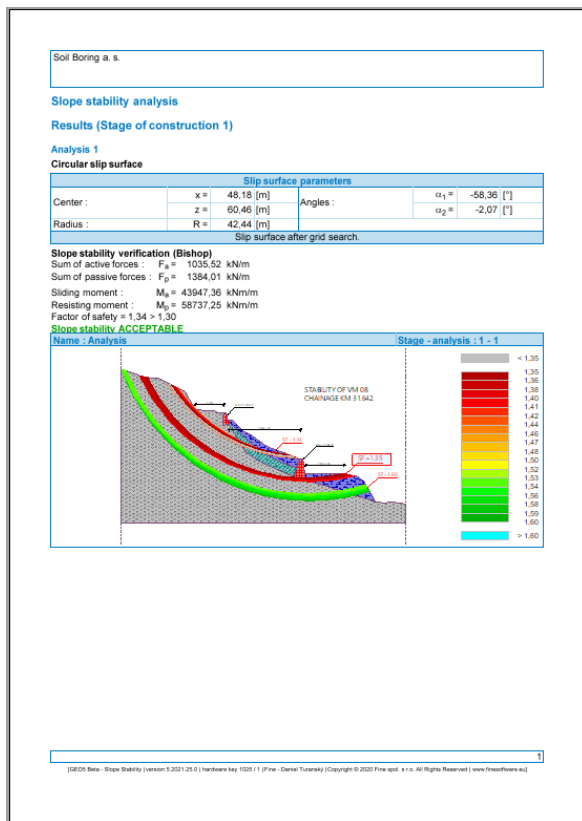 Soil Boring a. s.
Slope stability analysis
Results (Stage of construction 1)
Analysis 1
Circular slip surface
Slip surface parameters
Center : x = 48,18 [m] Angles : α1 = -58,36 [°]
z = 60,46 [m] α2 = -2,07 [°]
Radius : R = 42,44 [m]
Slip surface after grid search.
Slope stability verification (Bishop)
Sum of active forces : Fa = 1035,52 kN/m
Sum of passive forces : Fp = 1384,01 kN/m
Sliding moment : Ma = 43947,36 kNm/m
Resisting moment : Mp = 58737,25 kNm/m
Factor of safety = 1,34 > 1,30
Slope stability ACCEPTABLE
Name : Analysis Stage - analysis : 1 - 1
STABILITY OF VM 08
CHAINAGE KM 31.642
SF = 1.35
SF = 1.60
< 1,35
1,35
1,36
1,38
1,40
1,41
1,42
1,44
1,46
1,47
1,48
1,50
1,52
1,53
1,54
1,56
1,58
1,59
1,60
> 1,60
1
[GEO5 Beta - Slope Stability | version 5.2021.25.0 | hardware key 1025 / 1 | Fine - Daniel Turanský | Copyright © 2020 Fine spol. s r.o. All Rights Reserved | www.finesoftware.eu]